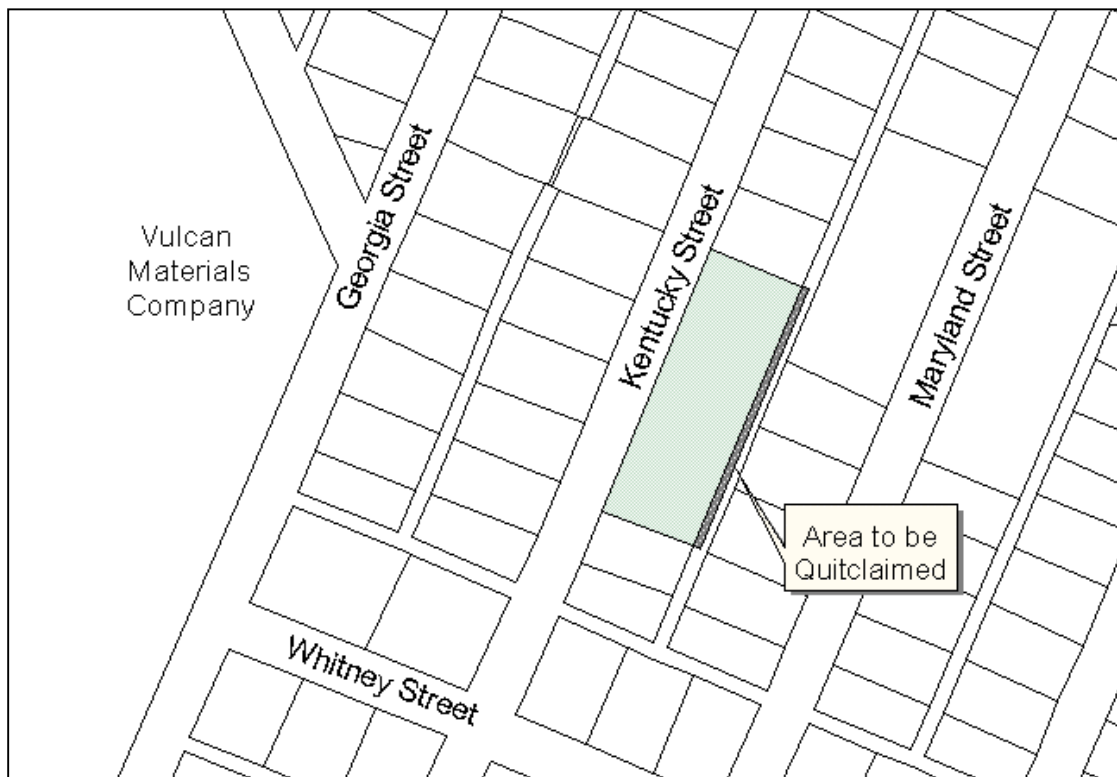 Vulcan
Materials
Company
Georgia Street
Kentucky Street
Maryland Street
Area to be
Quitclaimed
Whitney Street